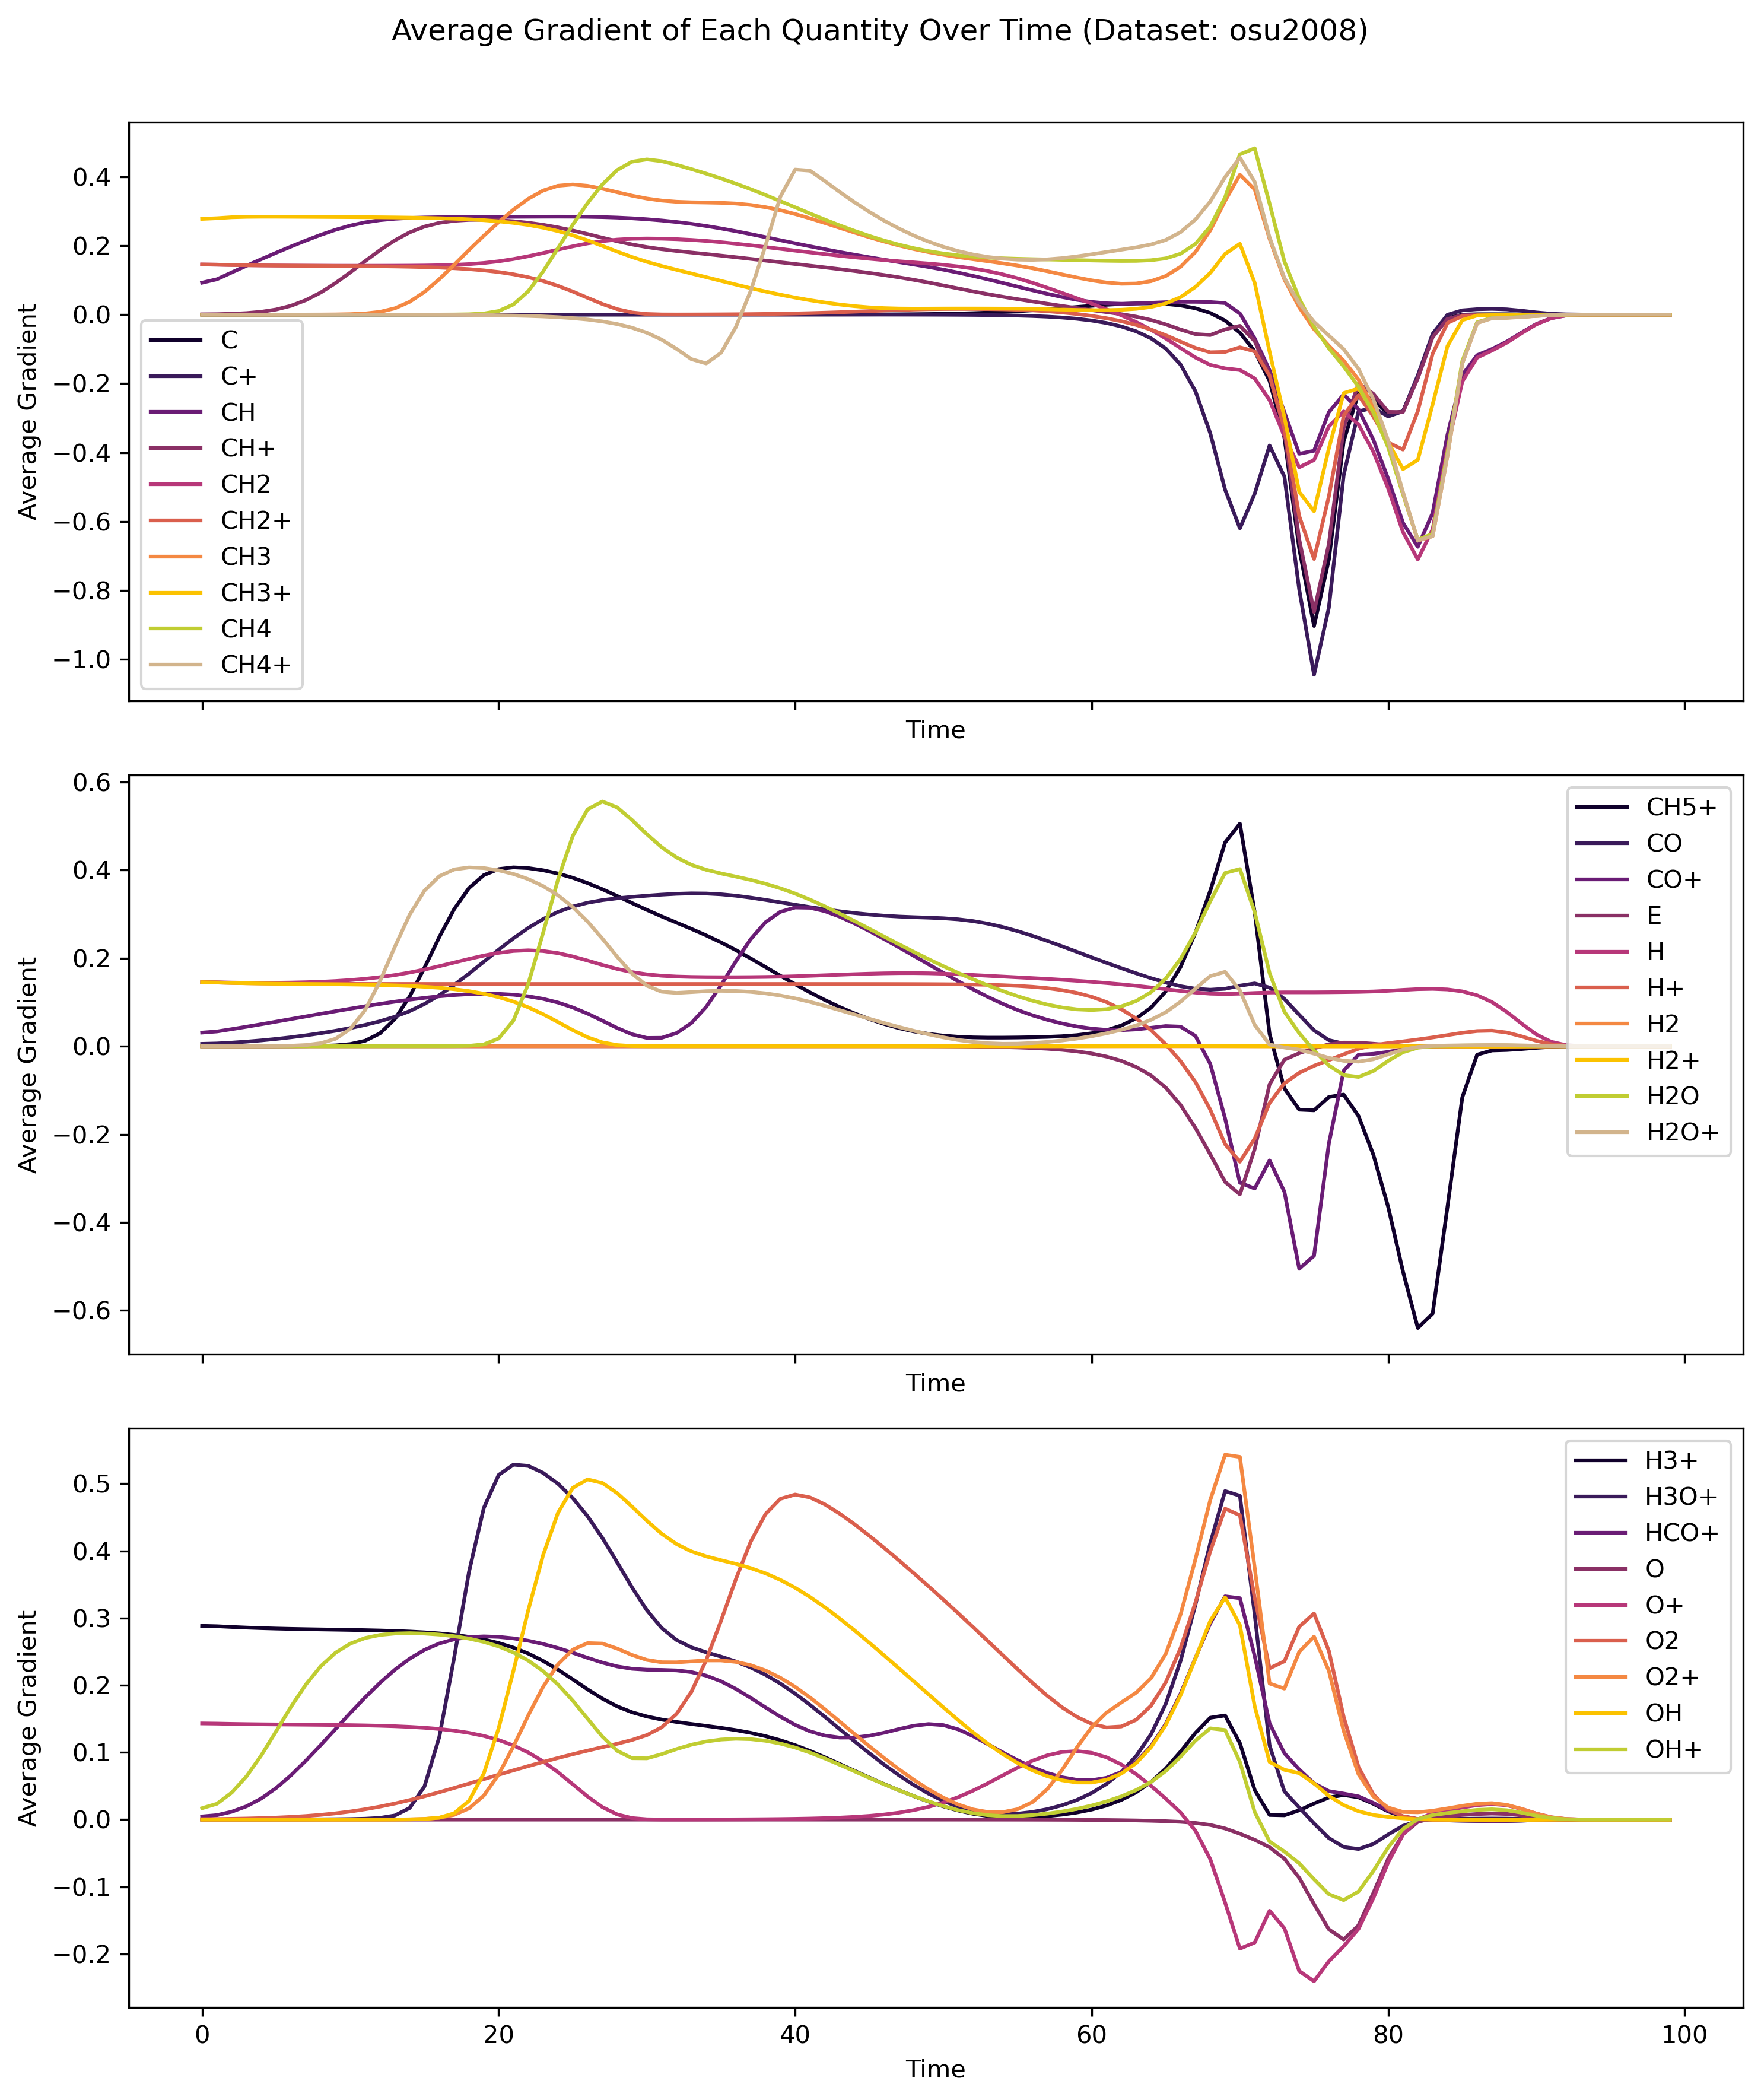 Average Gradient of Each Quantity Over Time (Dataset: osu2008)
0.4
0.2
0.0
−0.2
−0.4
−0.6
−0.8
−1.0
Average Gradient
C
C+
CH
CH+
CH2
CH2+
CH3
CH3+
CH4
CH4+
Time
0.6
0.4
0.2
0.0
−0.2
−0.4
−0.6
Average Gradient
CH5+
CO
CO+
E
H
H+
H2
H2+
H2O
H2O+
Time
0.5
0.4
0.3
0.2
0.1
0.0
−0.1
−0.2
Average Gradient
H3+
H3O+
HCO+
O
O+
O2
O2+
OH
OH+
0 20 40 60 80 100
Time